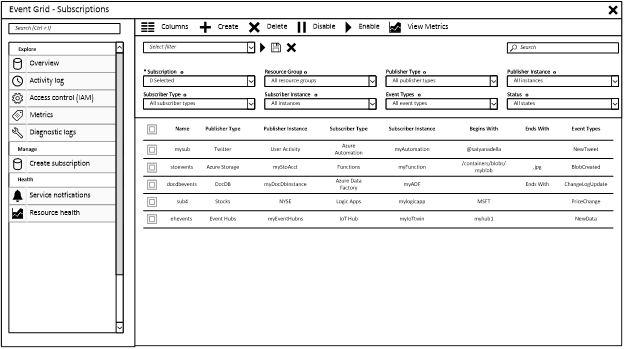 Event Grid - Subscriptions
Search (Ctrl + /)
Explore
Overview
Activity log
Access control (IAM)
Metrics
Diagnostic logs
Manage
Create subscription
Health
Service notifications
Resource health
Columns Create Delete Disable Enable View Metrics
Select filter Search
* Subscription Resource Group Publisher Type Publisher Instance
0 Selected All resource groups All publisher types All instances
Subscriber Type Subscriber Instance Event Types Status
All subscriber types All instances All event types All states
Name Publisher Type Publisher Instance Subscriber Type Subscriber Instance Begins With Ends With Event Types
mysub Twitter User Activity Azure Automation myAutomation @satyanadella NewTweet
stoevents Azure Storage myStoAcct Functions myFunction /containers/blobs/myblob .jpg BlobCreated
docdbevents DocDB myDocDbInstance Azure Data Factory myADF Ends With ChangeLogUpdate
sub4 Stocks NYSE Logic Apps mylogicapp MSFT PriceChange
ehevents Event Hubs myEventHubns IoT Hub myIoTtwin myhub1 NewData